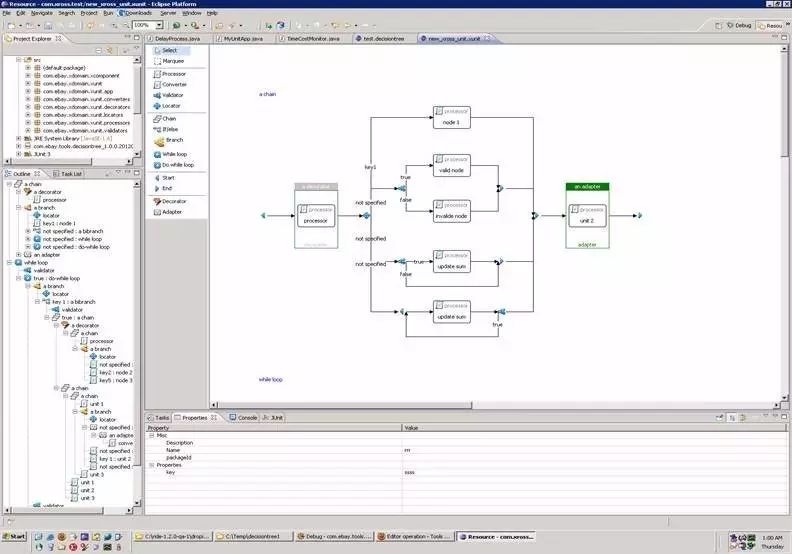 Resource - com.xross.test/new_xross_unit.xunit - Eclipse Platform
File Edit Navigate Search Project Run Downloads Server Window Help
100%
Debug
Resou
Project Explorer
src
(default package)
com.ebay.xdomain.xcomponent
com.ebay.xdomain.xunit
com.ebay.xdomain.xunit.app
com.ebay.xdomain.xunit.converters
com.ebay.xdomain.xunit.decorators
com.ebay.xdomain.xunit.locators
com.ebay.xdomain.xunit.processors
com.ebay.xdomain.xunit.validators
JRE System Library [JavaSE-1.6]
com.ebay.tools.decisiontree_1.0.0.2012
JUnit 3
Outline
Task List
a chain
a decorator
processor
a branch
locator
key1 : node 1
not specified : a bibranch
not specified : while loop
not specified : do-while loop
an adapter
while loop
validator
true : do-while loop
a branch
locator
key 1 : a bibranch
validator
true : a chain
a decorator
a chain
processor
a branch
locator
not specified :
key2 : node 2
key5 : node 3
a chain
a chain
unit 1
a branch
locator
not specified
an adapte
conve
not specified
key 1 : unit 2
not specified
unit 3
unit 1
unit 2
unit 3
validator
DelayProcess.java
MyUnitApp.java
TimeCostMonitor.java
test.decisiontree
new_xross_unit.xunit
Select
Marquee
Processor
Converter
Validator
Locator
Chain
If/else
Branch
While loop
Do while loop
Start
End
Decorator
Adapter
a chain
processor
node 1
key1
processor
valid node
true
false
not specified
processor
invalide node
a decorator
processor
processor
an adapter
processor
unit 2
adapter
not specified
not specified
true
false
processor
update sum
processor
update sum
true
while loop
Tasks
Properties
Console
JUnit
Property
Value
Misc
Description
Name
m
packageId
Properties
key
ssss
Start
C:\ride-1.2.0-qa-1\dropi...
C:\Temp\decisiontree1
Debug - com.ebay.tools....
Editor operation - Tools ...
Resource - com.xross...
1:00 AM
Thursday